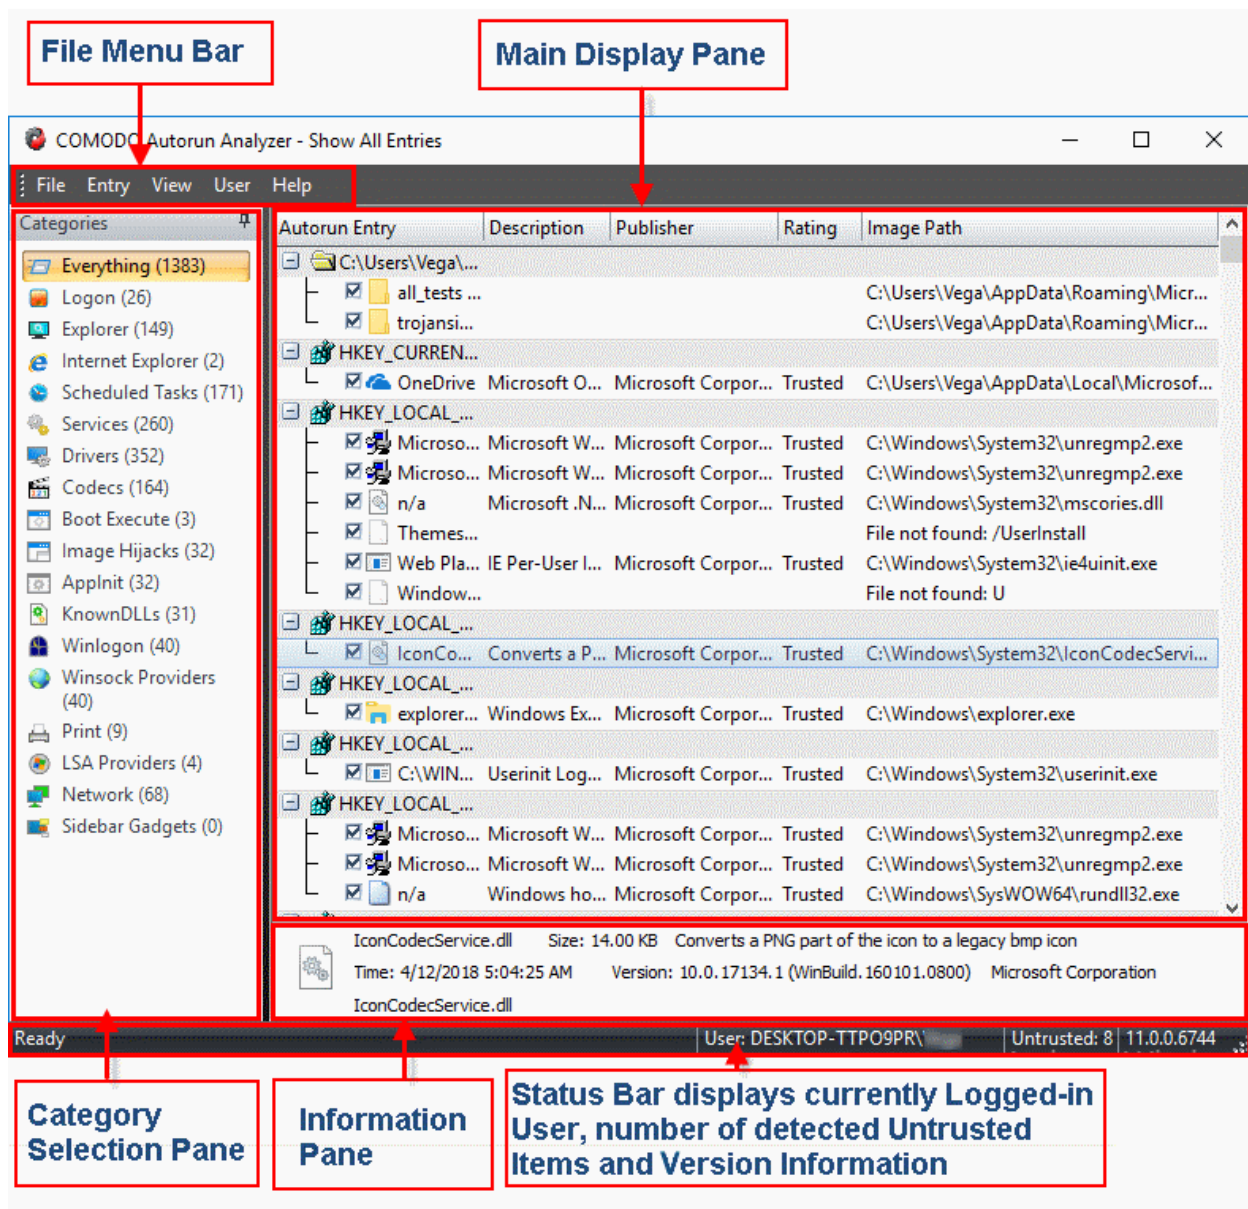 File Menu Bar
Main Display Pane
COMODO Autorun Analyzer - Show All Entries
File Entry View User Help
Categories
Everything (1383)
Logon (26)
Explorer (149)
Internet Explorer (2)
Scheduled Tasks (171)
Services (260)
Drivers (352)
Codecs (164)
Boot Execute (3)
Image Hijacks (32)
AppInit (32)
KnownDLLs (31)
Winlogon (40)
Winsock Providers
(40)
Print (9)
LSA Providers (4)
Network (68)
Sidebar Gadgets (0)
Autorun Entry Description Publisher Rating Image Path
C:\Users\Vega\...
all_tests ... C:\Users\Vega\AppData\Roaming\Micr...
trojansi... C:\Users\Vega\AppData\Roaming\Micr...
HKEY_CURREN...
OneDrive Microsoft O... Microsoft Corpor... Trusted C:\Users\Vega\AppData\Local\Microsof...
HKEY_LOCAL_...
Microso... Microsoft W... Microsoft Corpor... Trusted C:\Windows\System32\unregmp2.exe
Microso... Microsoft W... Microsoft Corpor... Trusted C:\Windows\System32\unregmp2.exe
n/a Microsoft .N... Microsoft Corpor... Trusted C:\Windows\System32\mscories.dll
Themes... File not found: /UserInstall
Web Pla... IE Per-User I... Microsoft Corpor... Trusted C:\Windows\System32\ie4uinit.exe
Window... File not found: U
HKEY_LOCAL_...
IconCo... Converts a P... Microsoft Corpor... Trusted C:\Windows\System32\IconCodecServi...
HKEY_LOCAL_...
explorer... Windows Ex... Microsoft Corpor... Trusted C:\Windows\explorer.exe
HKEY_LOCAL_...
C:\WIN... Userinit Log... Microsoft Corpor... Trusted C:\Windows\System32\userinit.exe
HKEY_LOCAL_...
Microso... Microsoft W... Microsoft Corpor... Trusted C:\Windows\System32\unregmp2.exe
Microso... Microsoft W... Microsoft Corpor... Trusted C:\Windows\System32\unregmp2.exe
n/a Windows ho... Microsoft Corpor... Trusted C:\Windows\SysWOW64\rundll32.exe
IconCodecService.dll Size: 14.00 KB Converts a PNG part of the icon to a legacy bmp icon
Time: 4/12/2018 5:04:25 AM Version: 10.0.17134.1 (WinBuild.160101.0800) Microsoft Corporation
IconCodecService.dll
Ready User: DESKTOP-TTPO9PR\ Untrusted: 8 11.0.0.6744
Category
Selection Pane
Information
Pane
Status Bar displays currently Logged-in
User, number of detected Untrusted
Items and Version Information